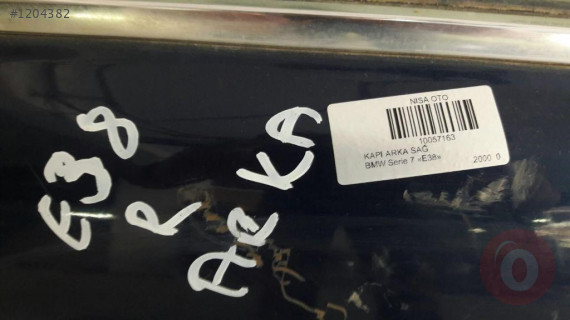 #1204382
NISA OTO
10057163
KAPI ARKA SAĞ
BMW Serie 7 «E38» 2000 0
E38
R
ARKA